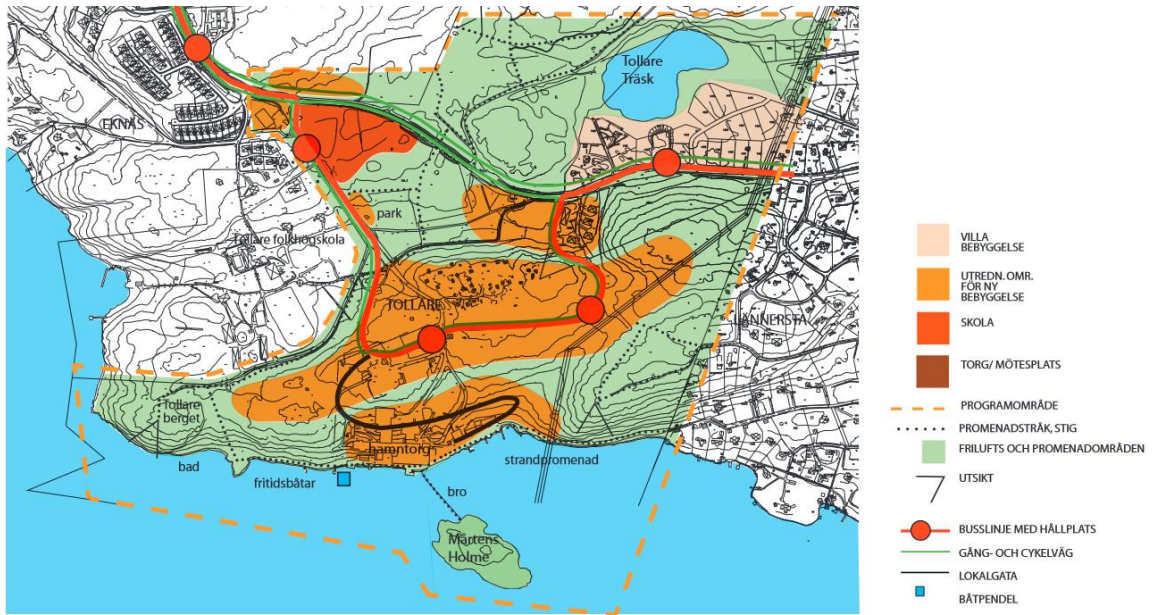 Tollare
Träsk
EKNÄS
park
Tollare folkhögskola
TOLLARE
LÄNNERSTA
Tollare
berget
hamntorg
strandpromenad
bad
fritidsbåtar
bro
Mårtens
Holme
VILLA
BEBYGGELSE
UTREDN. OMR.
FÖR NY
BEBYGGELSE
SKOLA
TORG/ MÖTESPLATS
PROGRAMOMRÅDE
PROMENADSTRÅK, STIG
FRILUFTS OCH PROMENADOMRÅDEN
UTSIKT
BUSSLINJE MED HÅLLPLATS
GÅNG- OCH CYKELVÄG
LOKALGATA
BÅTPENDEL